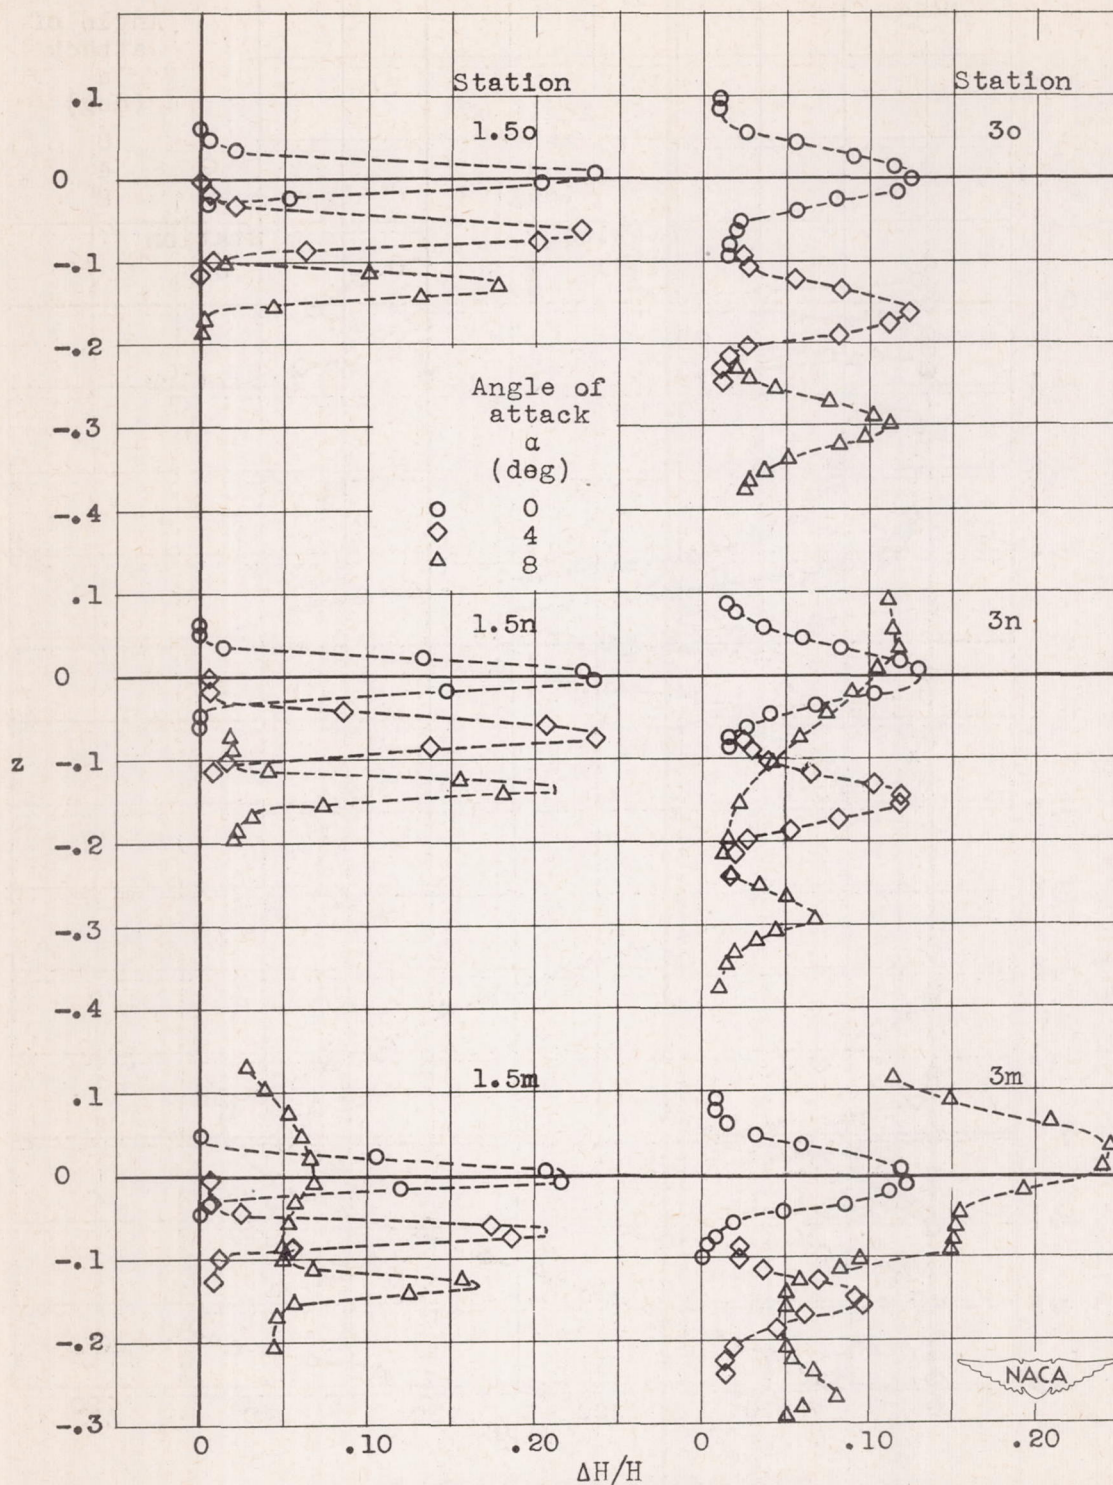 Station
Station
.1
1.5o
3o
0
-.1
-.2
Angle of
attack
α
(deg)
-.3
-.4
0
4
8
.1
1.5n
3n
0
z
-.1
-.2
-.3
-.4
.1
1.5m
3m
0
-.1
-.2
NACA
-.3
0
.10
.20
0
.10
.20
ΔH/H